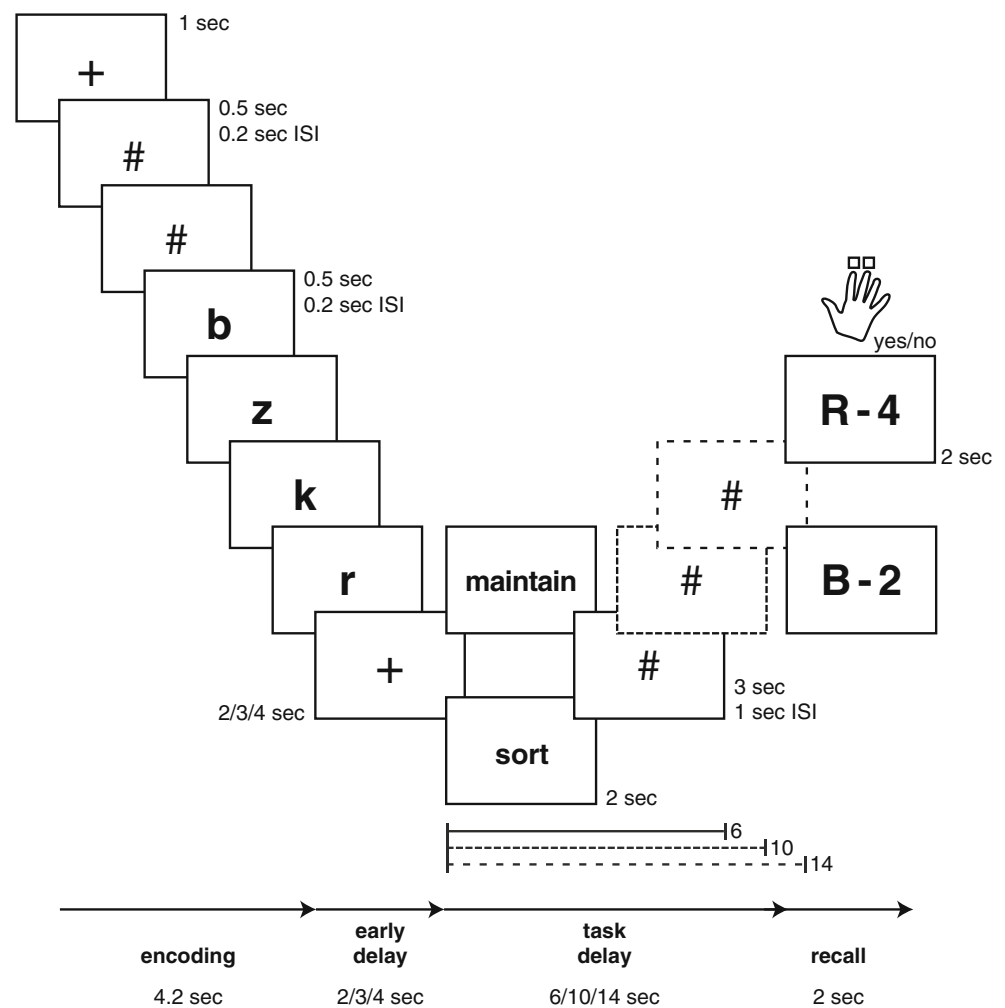 1 sec
+
0.5 sec
0.2 sec ISI
#
#
0.5 sec
0.2 sec ISI
b
z
k
r
+
2/3/4 sec
maintain
sort
2 sec
#
3 sec
1 sec ISI
#
#
yes/no
R - 4
2 sec
B - 2
6
10
14
encoding
4.2 sec
early
delay
2/3/4 sec
task
delay
6/10/14 sec
recall
2 sec